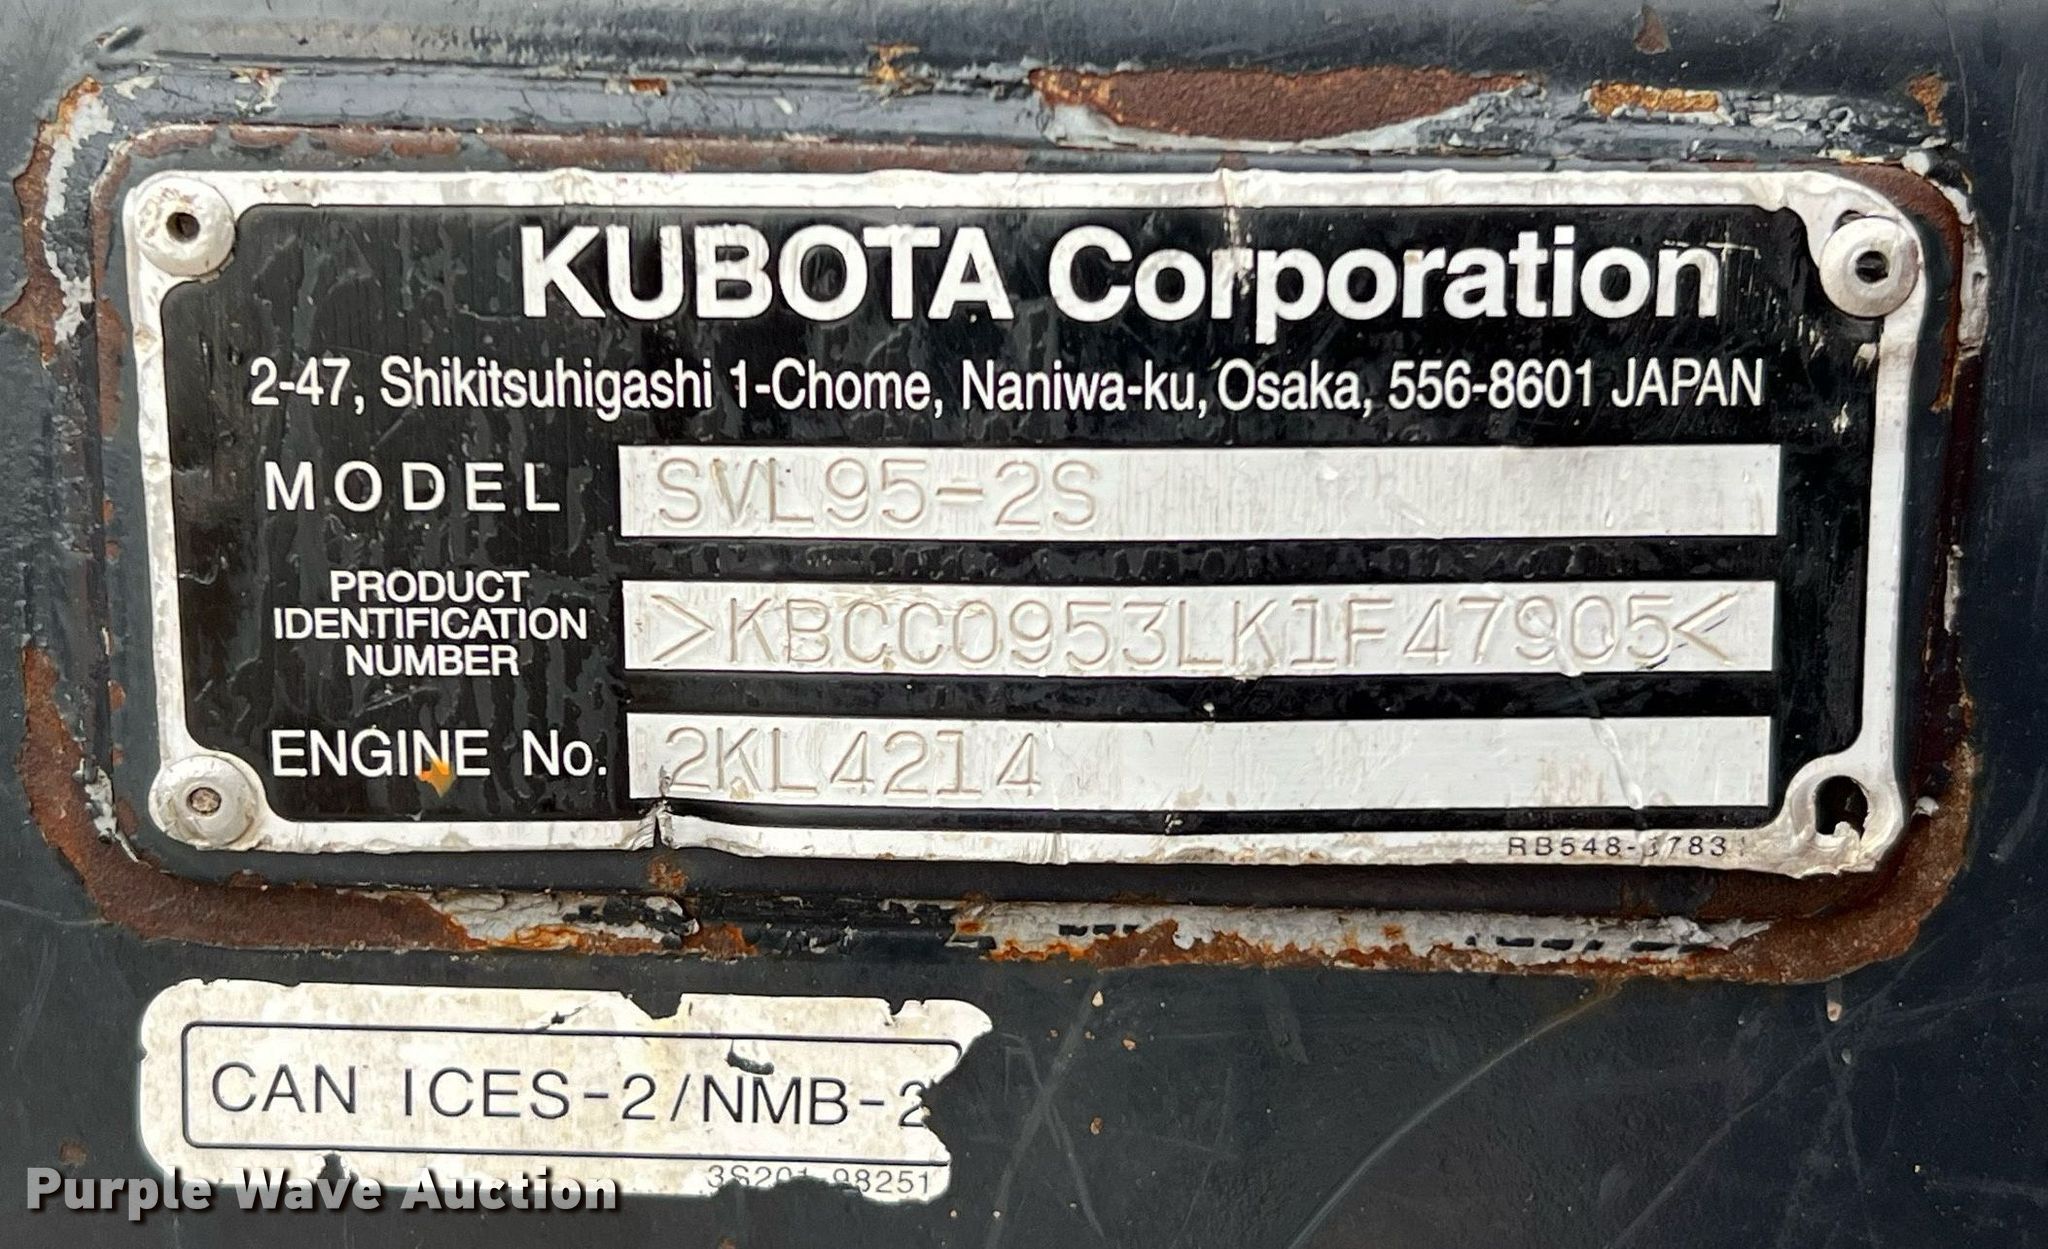 KUBOTA Corporation
2-47, Shikitsuhigashi 1-Chome, Naniwa-ku, Osaka, 556-8601 JAPAN
MODEL SVL95-2S
PRODUCT
IDENTIFICATION
NUMBER
>KBCC0953LK1F47905<
ENGINE No. 2KL4214
CAN ICES-2/NMB-2
Purple Wave Auction